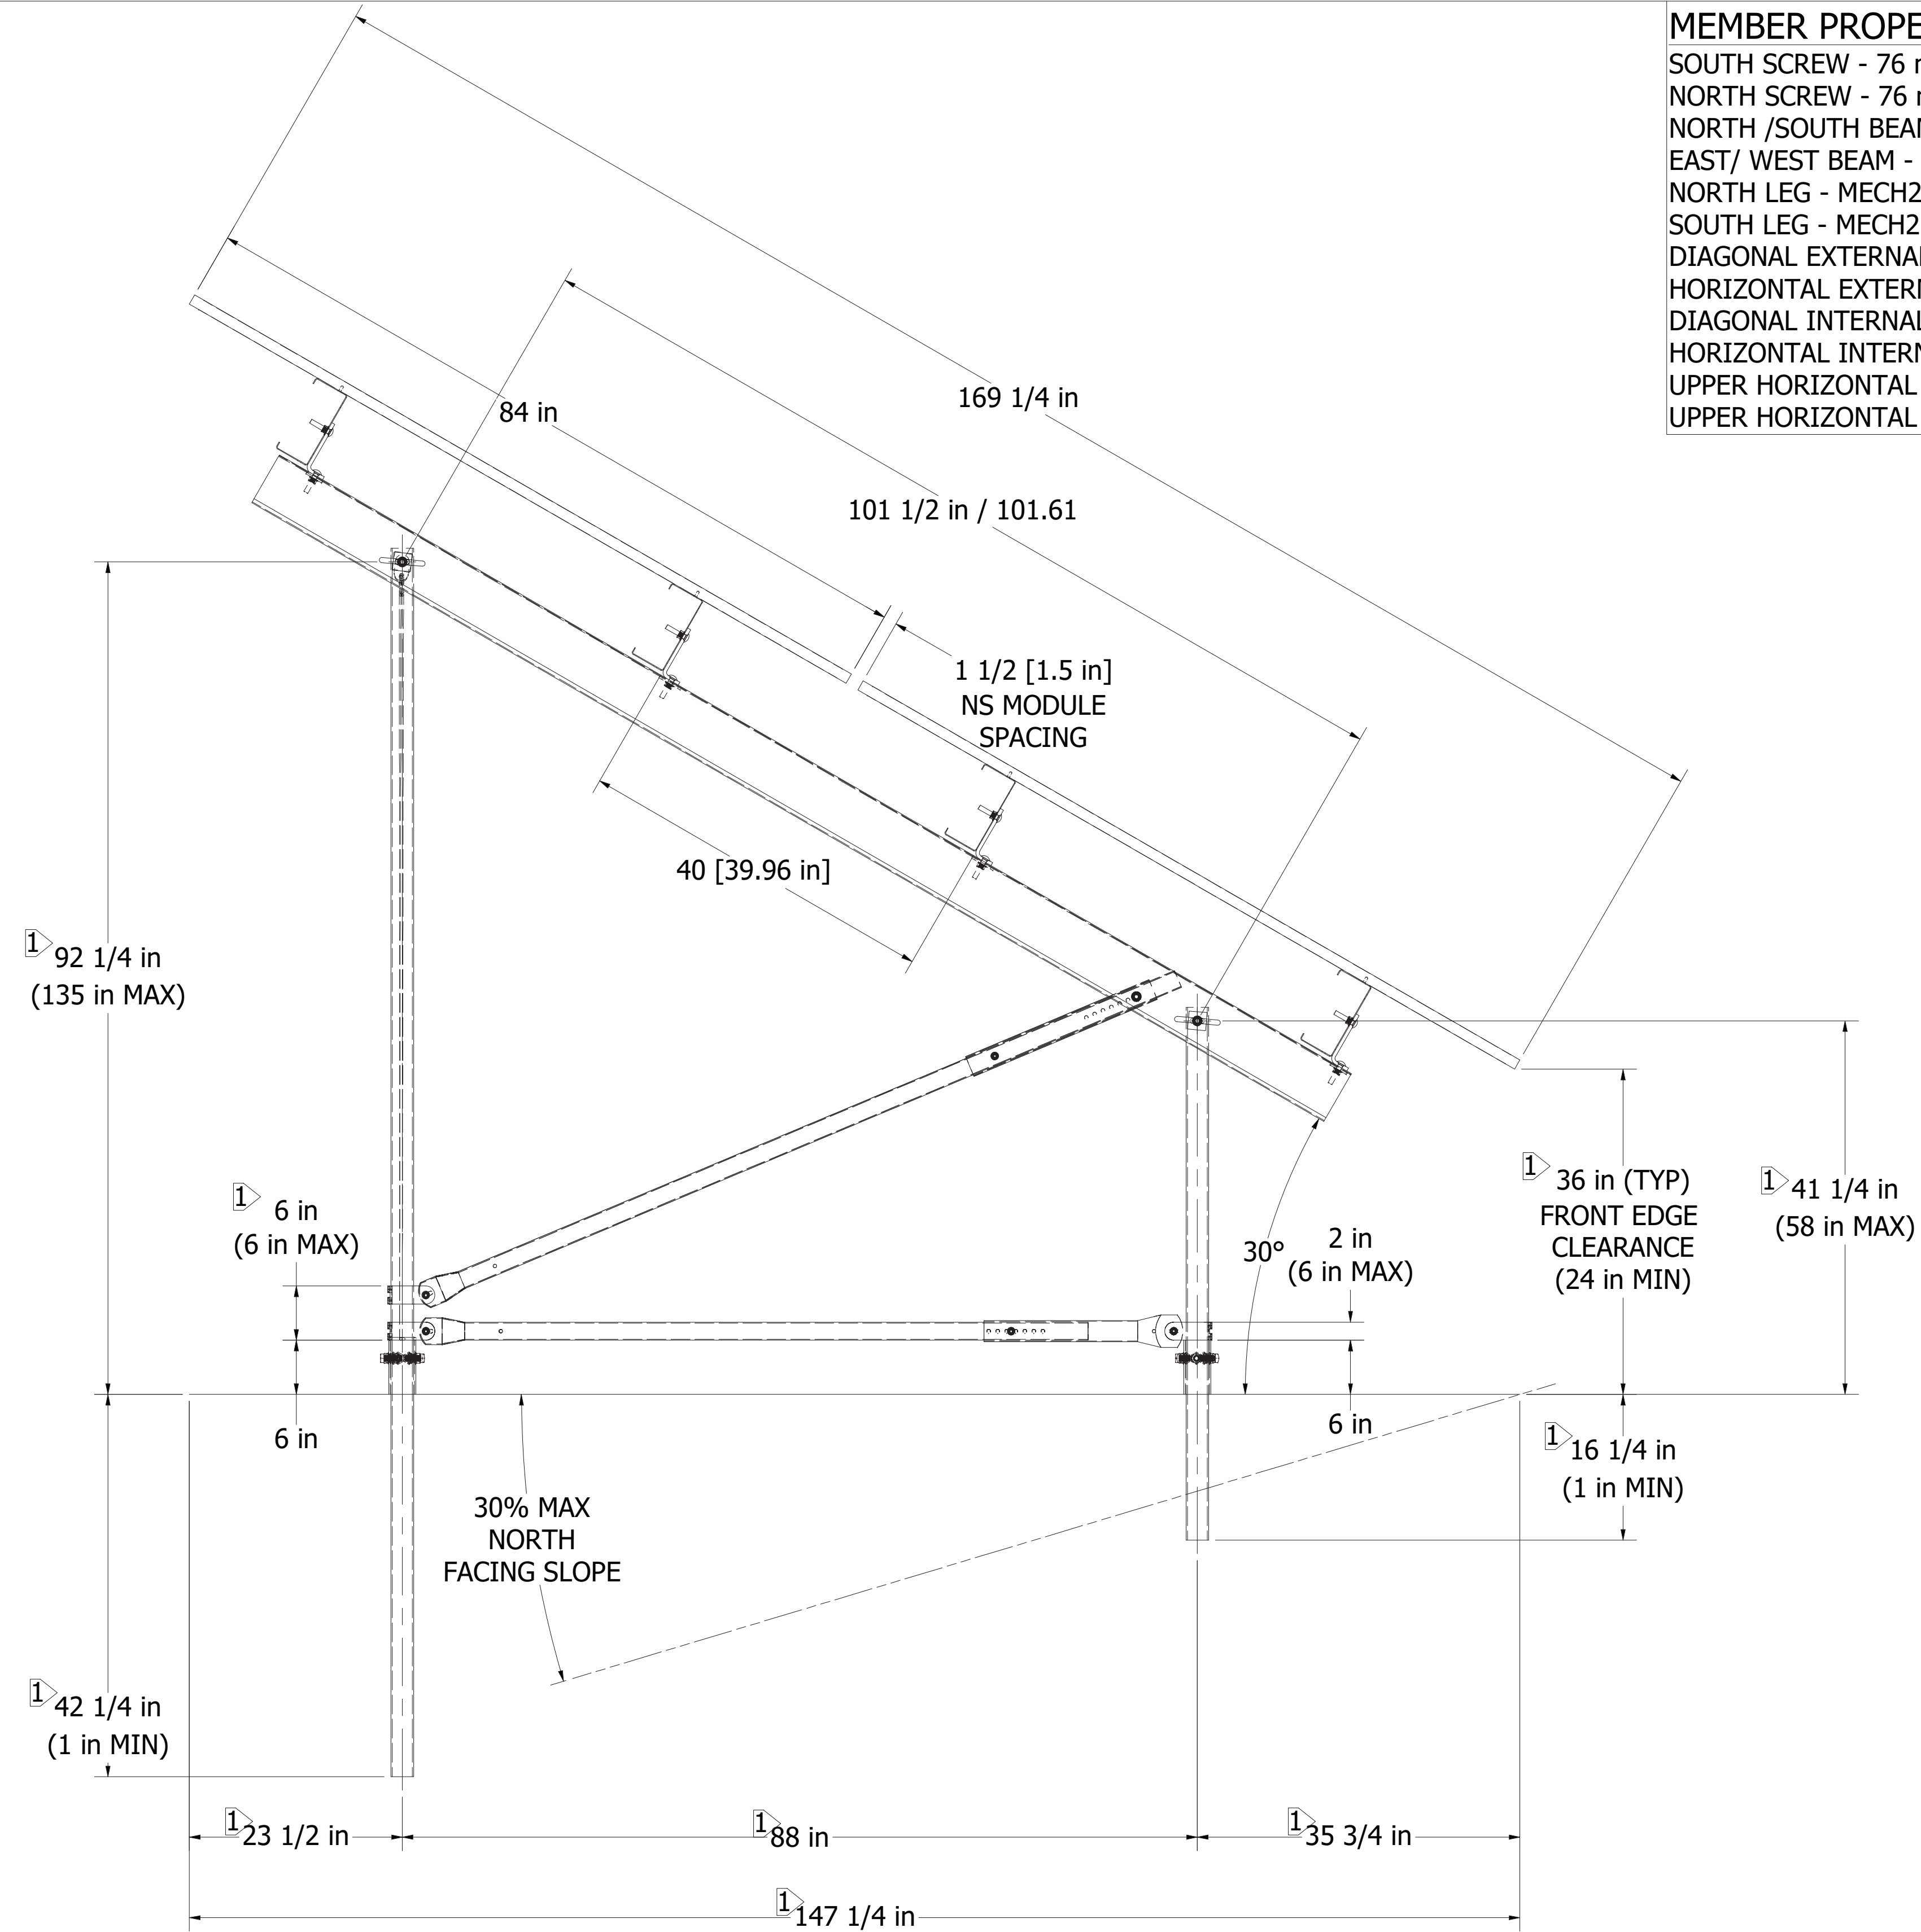 MEMBER PROPE
SOUTH SCREW - 76
NORTH SCREW - 76
NORTH /SOUTH BEAM
EAST/ WEST BEAM -
NORTH LEG - MECH2
SOUTH LEG - MECH2
DIAGONAL EXTERNAL
HORIZONTAL EXTERN
DIAGONAL INTERNAL
HORIZONTAL INTERN
UPPER HORIZONTAL
UPPER HORIZONTAL
169 1/4 in
84 in
101 1/2 in / 101.61
1 1/2 [1.5 in]
NS MODULE
SPACING
40 [39.96 in]
1
92 1/4 in
(135 in MAX)
1
6 in
(6 in MAX)
6 in
30°
2 in
(6 in MAX)
6 in
1
36 in (TYP)
FRONT EDGE
CLEARANCE
(24 in MIN)
1
41 1/4 in
(58 in MAX)
1
16 1/4 in
(1 in MIN)
30% MAX
NORTH
FACING SLOPE
1
42 1/4 in
(1 in MIN)
1
23 1/2 in
1
88 in
1
35 3/4 in
1
147 1/4 in